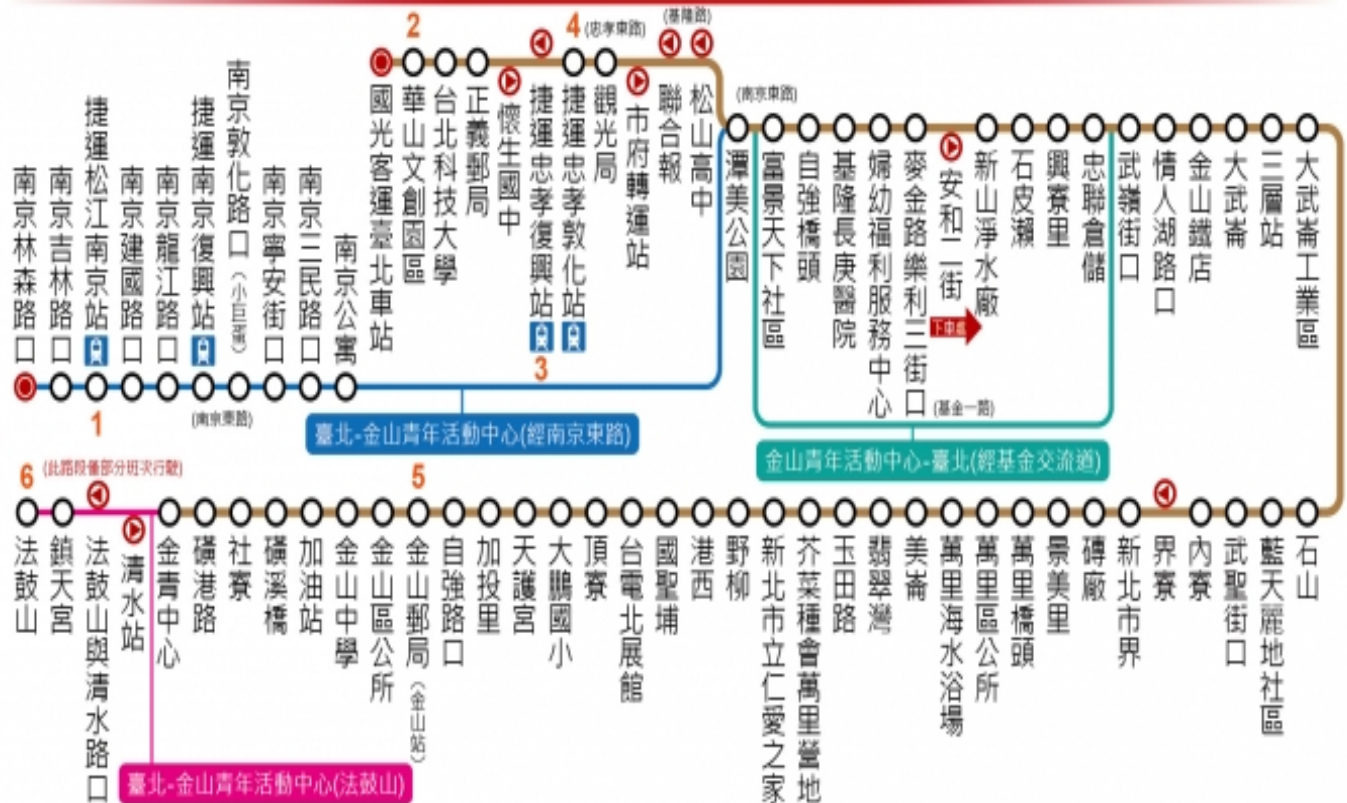 2
4
(忠孝東路)
(基隆路)
國光客運臺北車站
華山文創園區
台北科技大學
正義郵局
懷生國中
捷運忠孝復興站
捷運忠孝敦化站
觀光局
市府轉運站
聯合報
松山高中
3
南京林森路口
南京吉林路口
捷運松江南京站
南京建國路口
南京龍江路口
捷運南京復興站
南京敦化路口(小巨蛋)
南京寧安街口
南京三民路口
南京公寓
1
(南京東路)
臺北-金山青年活動中心(經南京東路)
(南京東路)
潭美公園
富景天下社區
自強橋頭
基隆長庚醫院
婦幼福利服務中心
麥金路樂利三街口
安和二街
下車處
新山淨水廠
石皮瀨
興寮里
忠聯倉儲
武嶺街口
情人湖路口
金山鐵店
大武崙
三層站
大武崙工業區
(基金一路)
金山青年活動中心-臺北(經基金交流道)
6
(此路段僅部分班次行駛)
5
法鼓山
鎮天宮
法鼓山與清水路口
清水站
金青中心
磺港路
社寮
磺溪橋
加油站
金山中學
金山區公所
金山郵局(金山站)
自強路口
加投里
天護宮
大鵬國小
頂寮
台電北展館
國聖埔
港西
野柳
新北市立仁愛之家
芥菜種會萬里營地
玉田路
翡翠灣
美崙
萬里海水浴場
萬里區公所
萬里橋頭
景美里
磚廠
新北市界
界寮
內寮
武聖街口
藍天麗池社區
石山
臺北-金山青年活動中心(法鼓山)